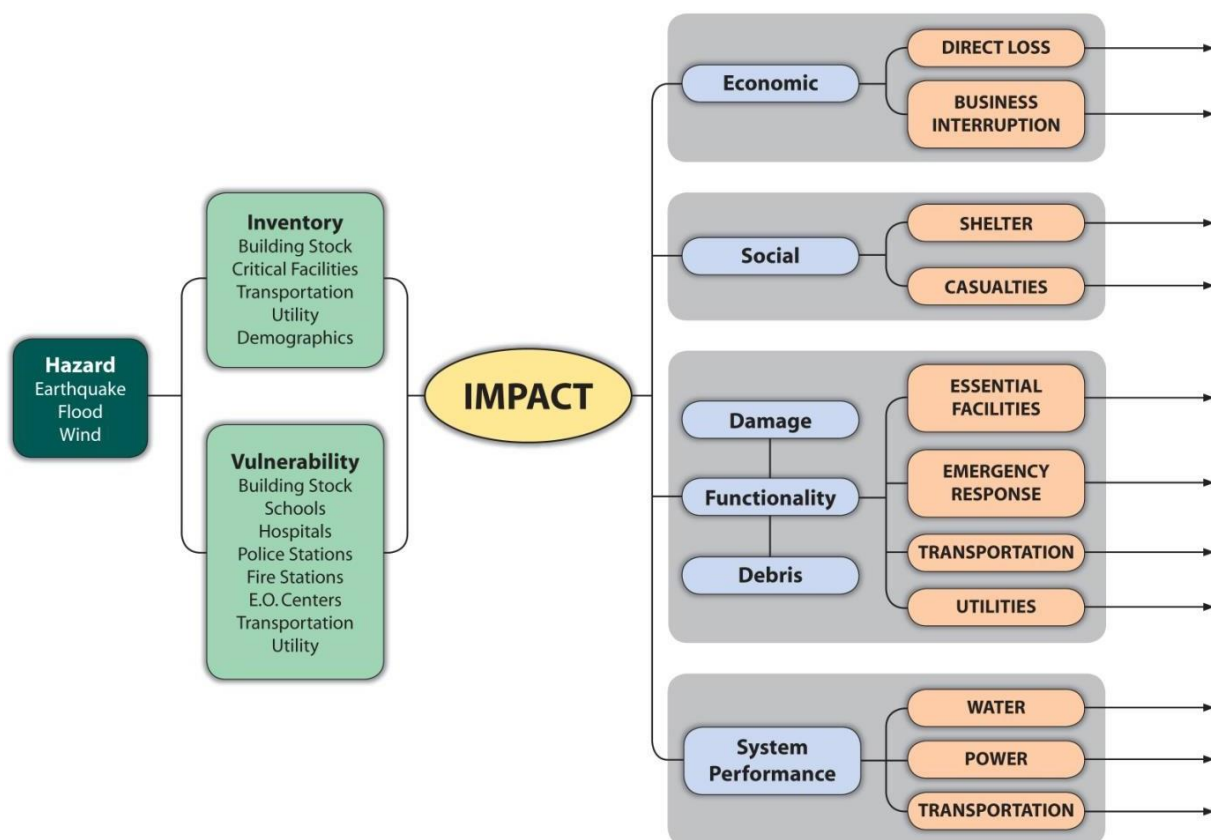 Hazard
Earthquake
Flood
Wind
Inventory
Building Stock
Critical Facilities
Transportation
Utility
Demographics
Vulnerability
Building Stock
Schools
Hospitals
Police Stations
Fire Stations
E.O. Centers
Transportation
Utility
IMPACT
Economic
DIRECT LOSS
BUSINESS
INTERRUPTION
Social
SHELTER
CASUALTIES
Damage
Functionality
Debris
ESSENTIAL
FACILITIES
EMERGENCY
RESPONSE
TRANSPORTATION
UTILITIES
System
Performance
WATER
POWER
TRANSPORTATION